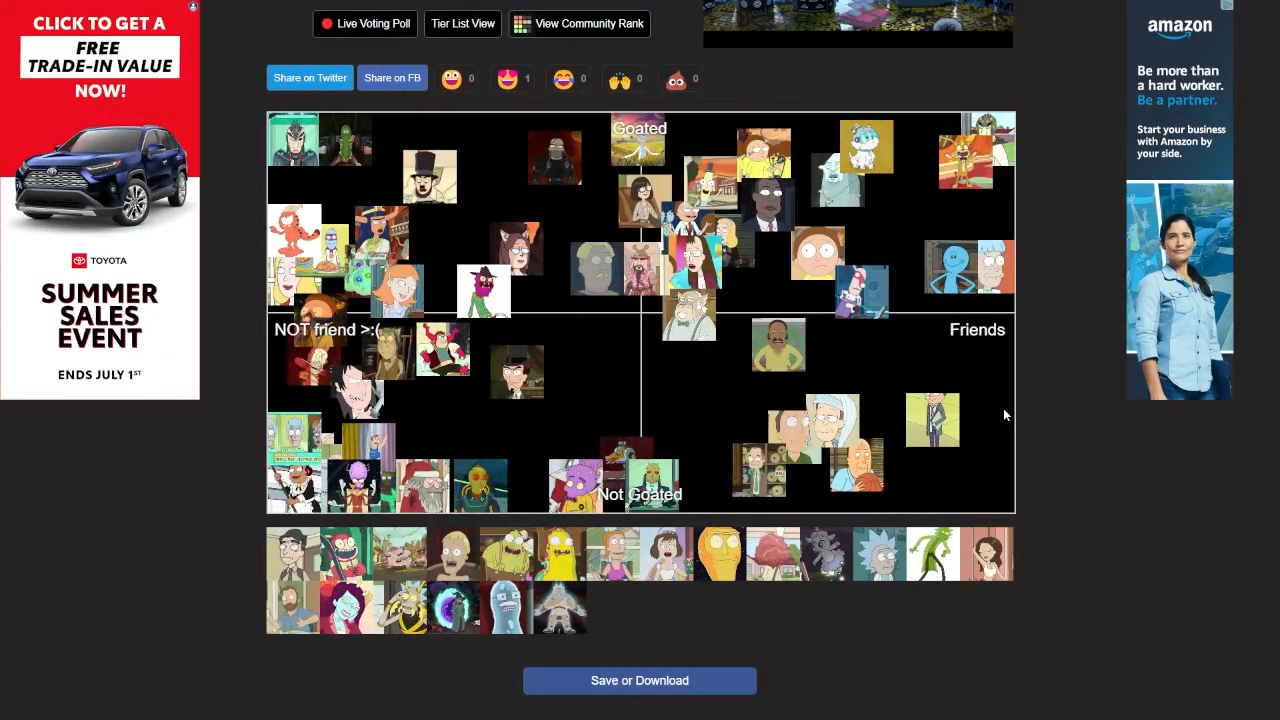 CLICK TO GET A
FREE
TRADE-IN VALUE
NOW!
TOYOTA
SUMMER
SALES
EVENT
ENDS JULY 1ST
Live Voting Poll
Tier List View
View Community Rank
Share on Twitter
Share on FB
0
1
0
0
0
Goated
NOT friend >:(
Friends
Not Goated
Save or Download
amazon
Be more than
a hard worker.
Be a partner.
Start your business
with Amazon by
your side.